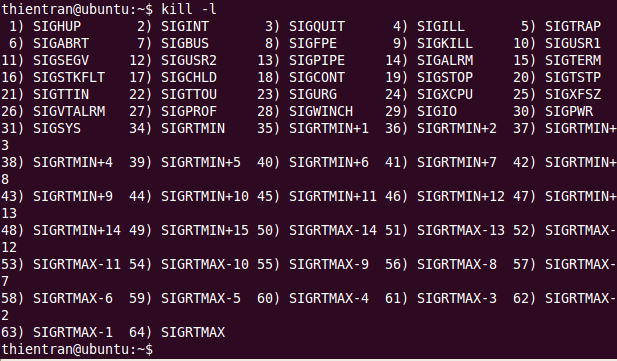 thientran@ubuntu:~$ kill -l
 1) SIGHUP 2) SIGINT 3) SIGQUIT 4) SIGILL 5) SIGTRAP
 6) SIGABRT 7) SIGBUS 8) SIGFPE 9) SIGKILL 10) SIGUSR1
11) SIGSEGV 12) SIGUSR2 13) SIGPIPE 14) SIGALRM 15) SIGTERM
16) SIGSTKFLT 17) SIGCHLD 18) SIGCONT 19) SIGSTOP 20) SIGTSTP
21) SIGTTIN 22) SIGTTOU 23) SIGURG 24) SIGXCPU 25) SIGXFSZ
26) SIGVTALRM 27) SIGPROF 28) SIGWINCH 29) SIGIO 30) SIGPWR
31) SIGSYS 34) SIGRTMIN 35) SIGRTMIN+1 36) SIGRTMIN+2 37) SIGRTMIN+
3
38) SIGRTMIN+4 39) SIGRTMIN+5 40) SIGRTMIN+6 41) SIGRTMIN+7 42) SIGRTMIN+
8
43) SIGRTMIN+9 44) SIGRTMIN+10 45) SIGRTMIN+11 46) SIGRTMIN+12 47) SIGRTMIN+
13
48) SIGRTMIN+14 49) SIGRTMIN+15 50) SIGRTMAX-14 51) SIGRTMAX-13 52) SIGRTMAX-
12
53) SIGRTMAX-11 54) SIGRTMAX-10 55) SIGRTMAX-9 56) SIGRTMAX-8 57) SIGRTMAX-
7
58) SIGRTMAX-6 59) SIGRTMAX-5 60) SIGRTMAX-4 61) SIGRTMAX-3 62) SIGRTMAX-
2
63) SIGRTMAX-1 64) SIGRTMAX
thientran@ubuntu:~$